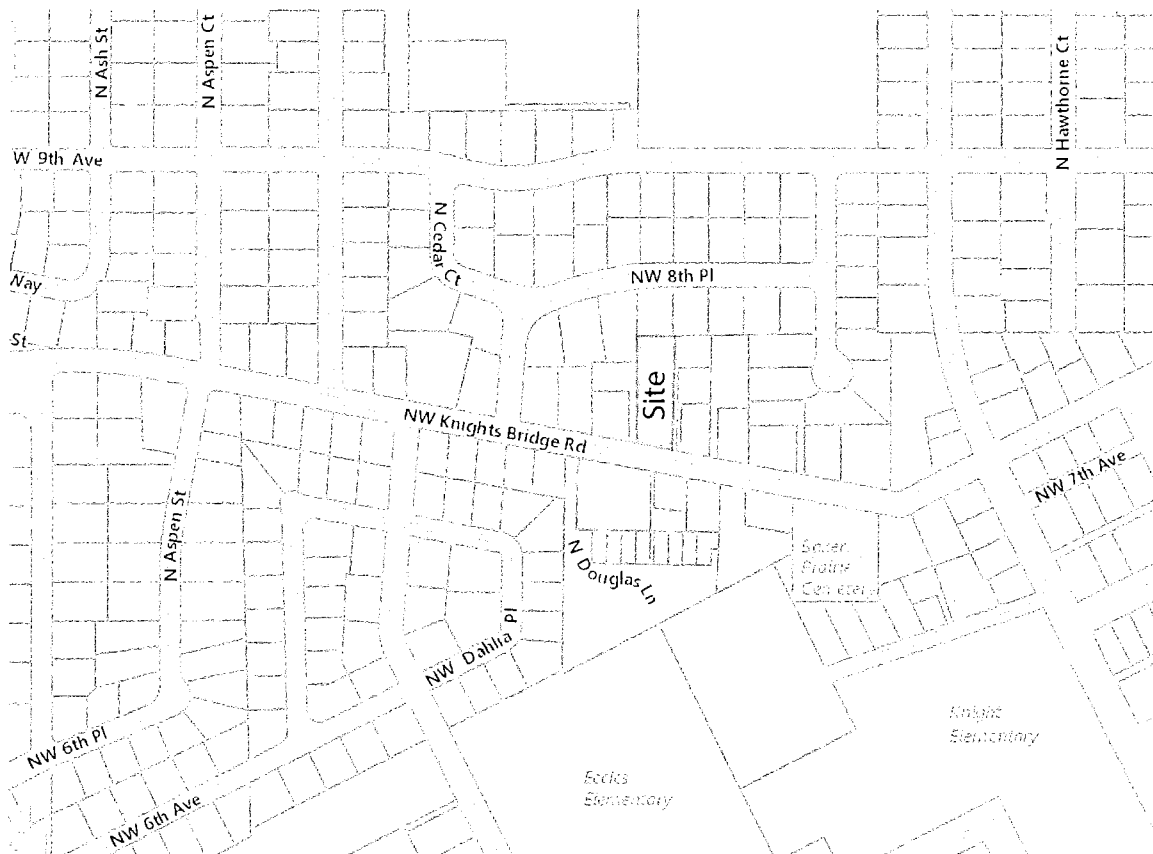 N Ash St
N Aspen Ct
N Hawthorne Ct
W 9th Ave
N Cedar Ct
NW 8th Pl
St
Site
NW Knights Bridge Rd
NW 7th Ave
N Aspen St
N Douglas Ln
NW Dahlia Pl
Knight
Elementary
NW 6th Pl
Eccles
Elementary
NW 6th Ave